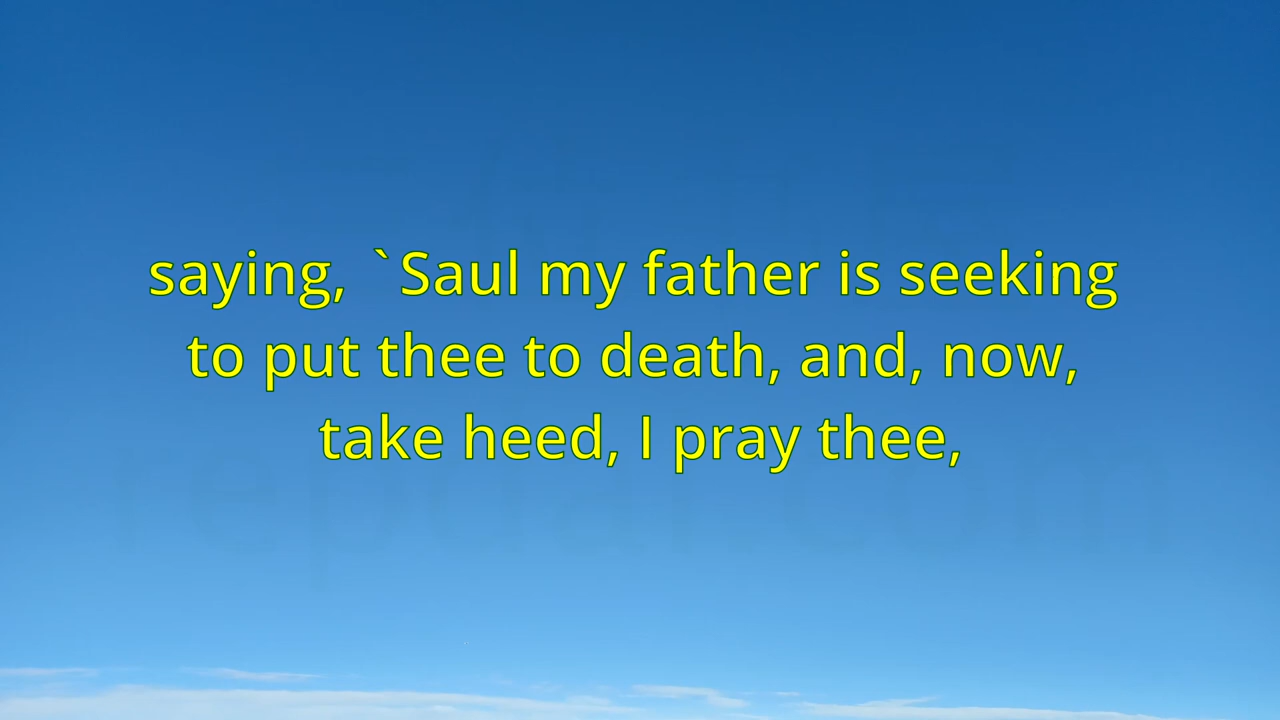 saying, `Saul my father is seeking
to put thee to death, and, now,
take heed, I pray thee,